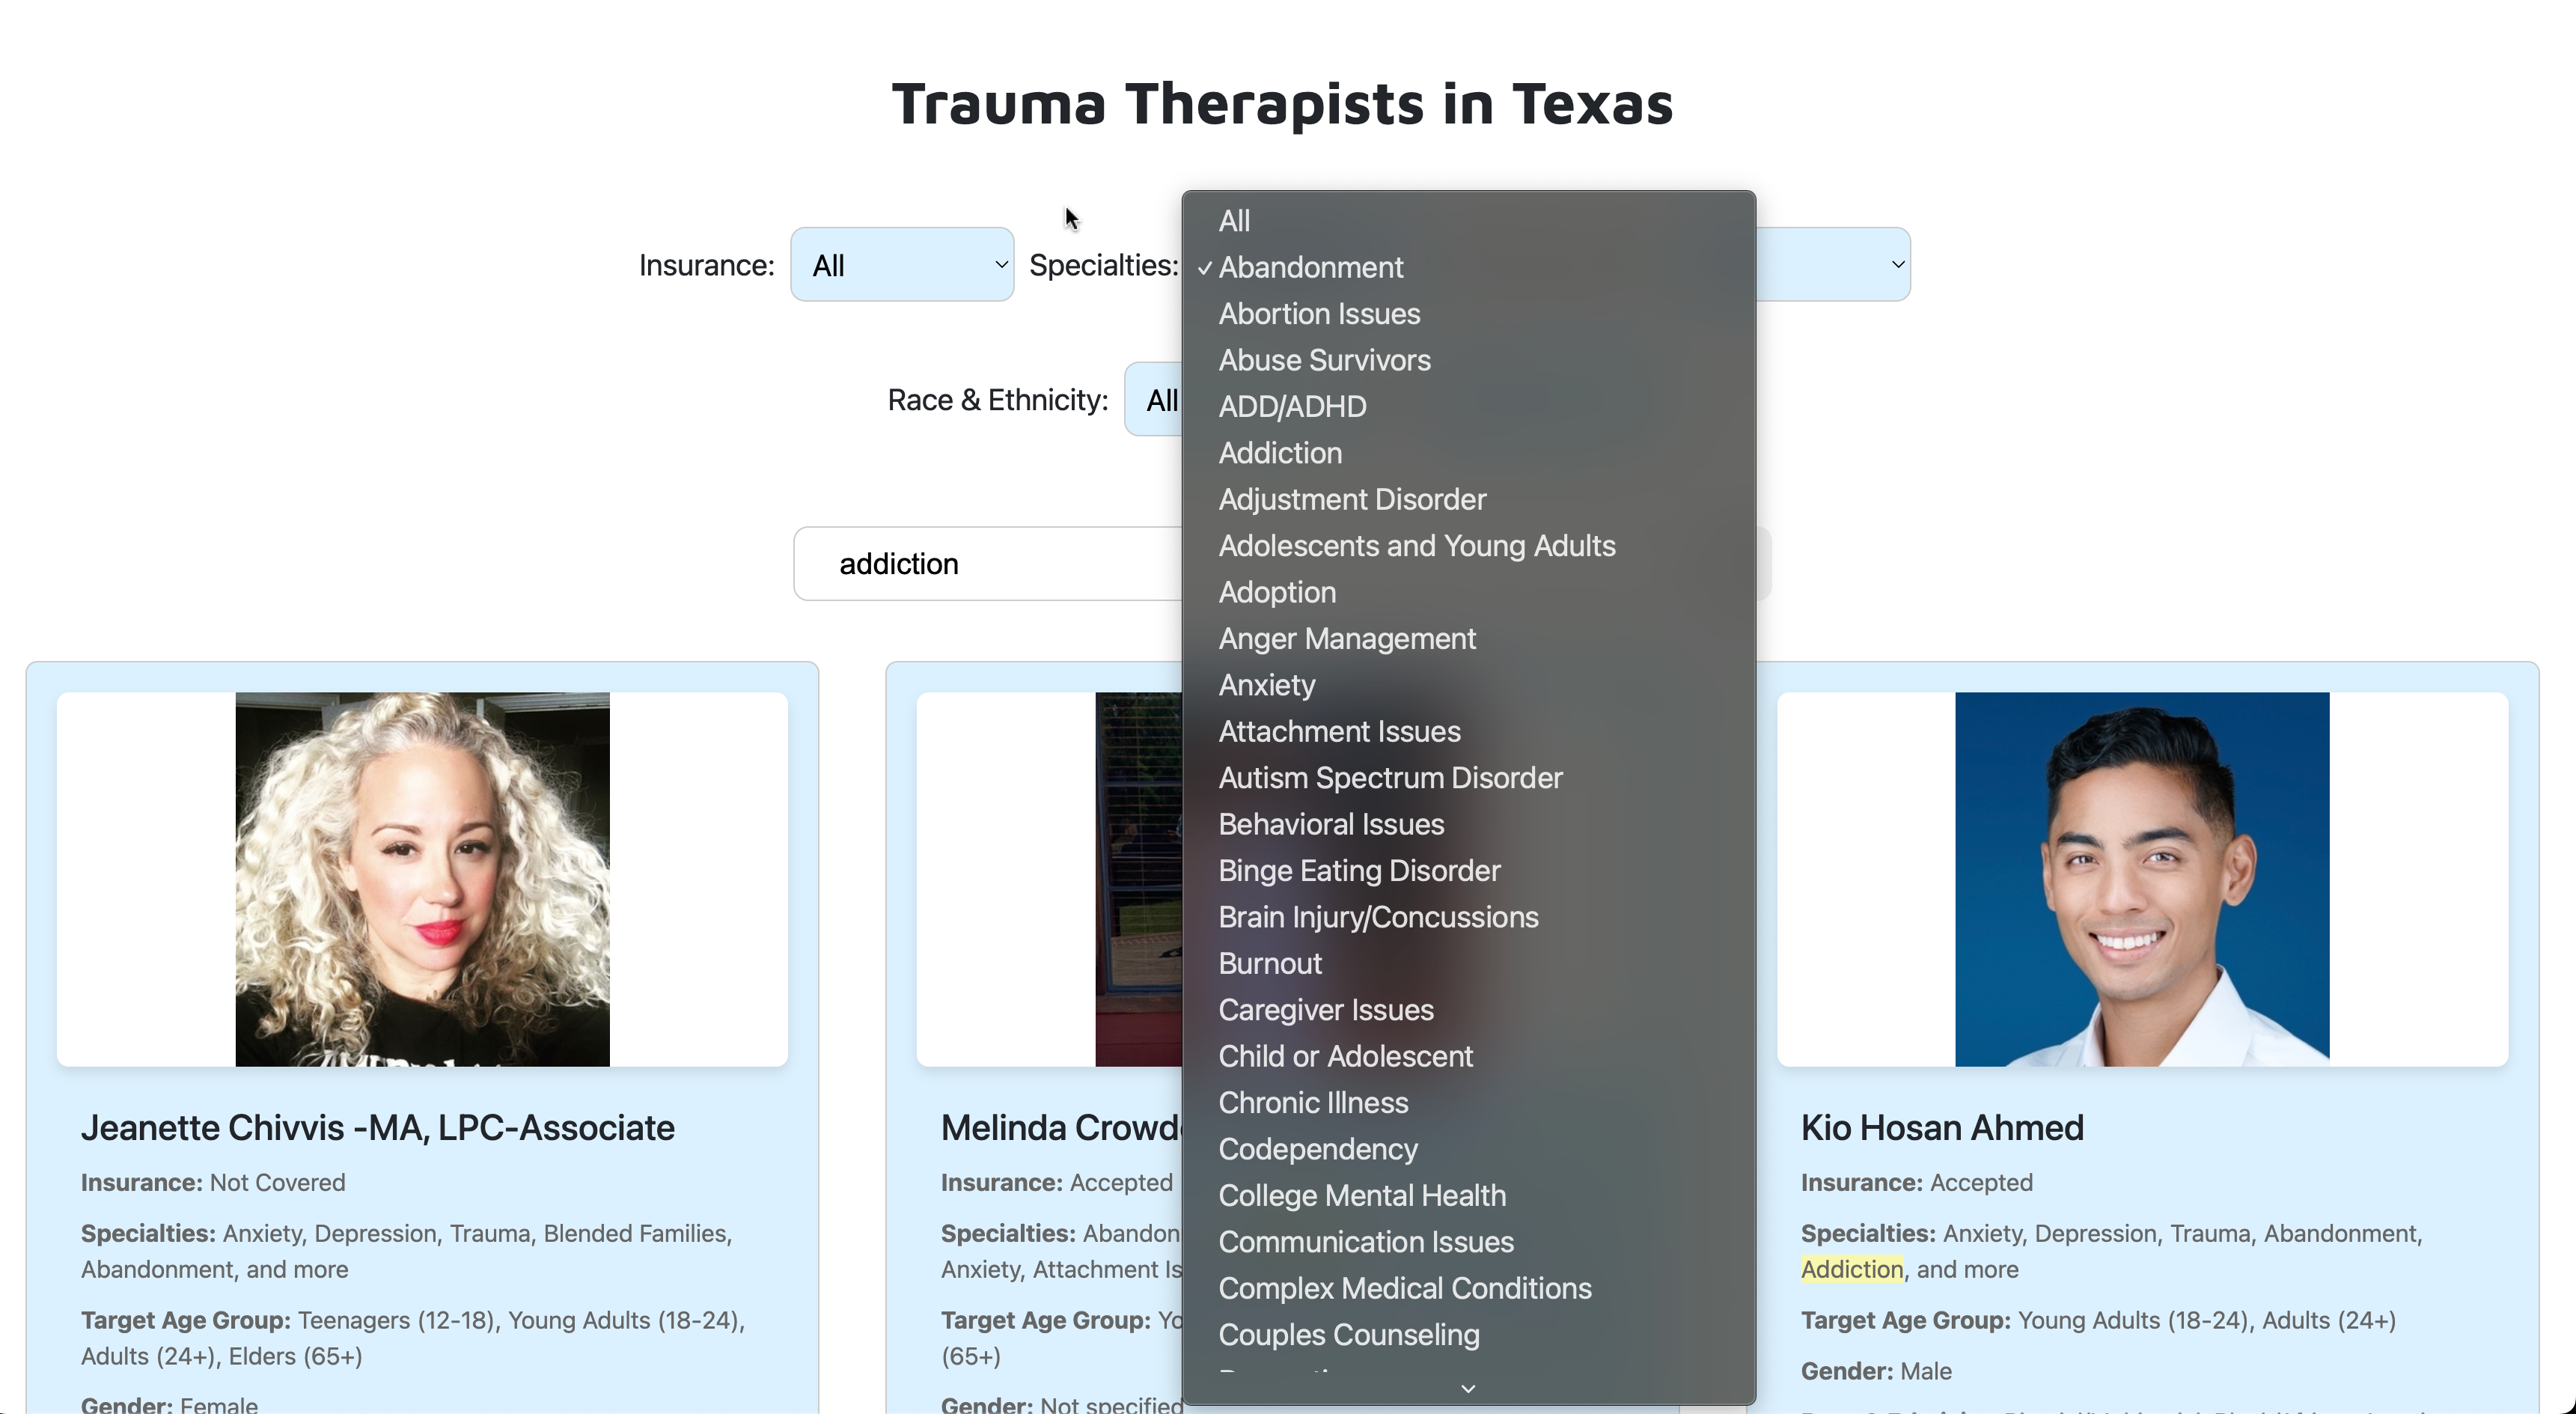 Trauma Therapists in Texas
Insurance: All Specialties:
All
✓ Abandonment
Abortion Issues
Abuse Survivors
ADD/ADHD
Addiction
Adjustment Disorder
Adolescents and Young Adults
Adoption
Anger Management
Anxiety
Attachment Issues
Autism Spectrum Disorder
Behavioral Issues
Binge Eating Disorder
Brain Injury/Concussions
Burnout
Caregiver Issues
Child or Adolescent
Chronic Illness
Codependency
College Mental Health
Communication Issues
Complex Medical Conditions
Couples Counseling
Race & Ethnicity: All
addiction
Jeanette Chivvis -MA, LPC-Associate
Insurance: Not Covered
Specialties: Anxiety, Depression, Trauma, Blended Families,
Abandonment, and more
Target Age Group: Teenagers (12-18), Young Adults (18-24),
Adults (24+), Elders (65+)
Gender: Female
Melinda Crowd
Insurance: Accepted
Specialties: Abandon
Anxiety, Attachment Is
Target Age Group: Yo
(65+)
Gender: Not specified
Kio Hosan Ahmed
Insurance: Accepted
Specialties: Anxiety, Depression, Trauma, Abandonment,
Addiction, and more
Target Age Group: Young Adults (18-24), Adults (24+)
Gender: Male